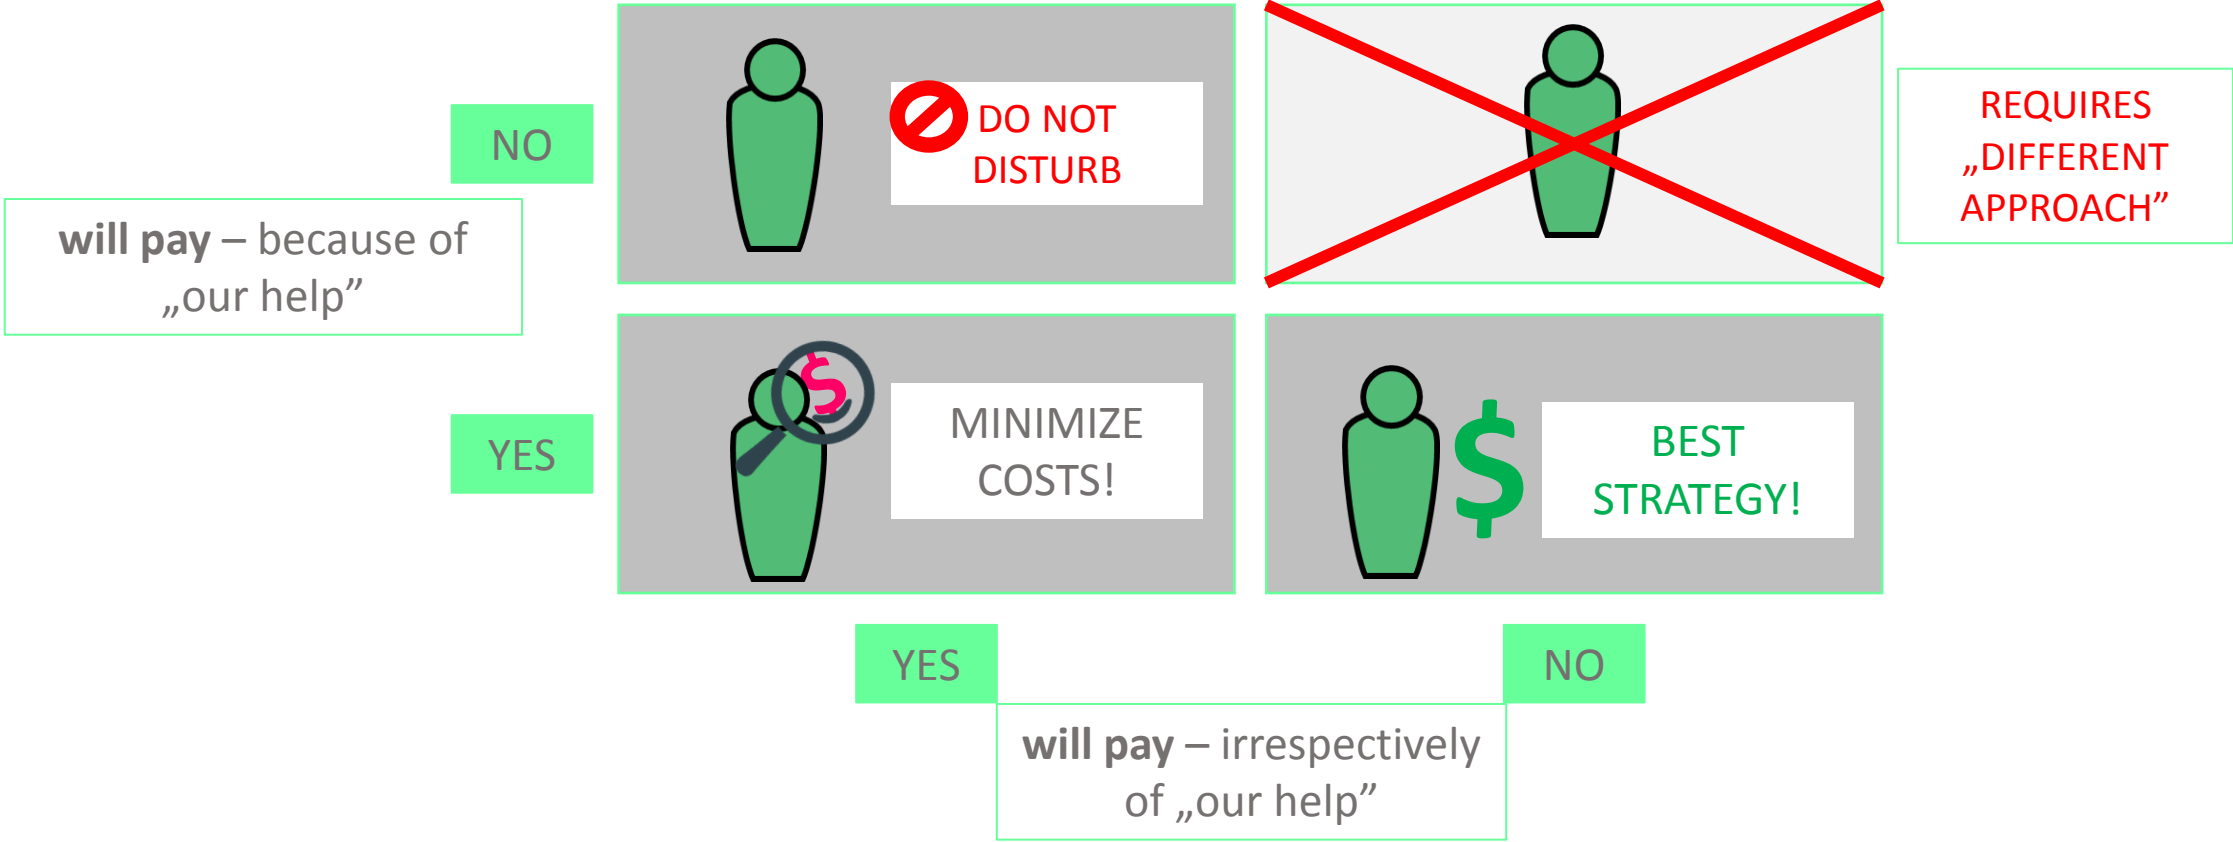 NO
DO NOT
DISTURB
REQUIRES
„DIFFERENT
APPROACH”
will pay – because of
„our help”
YES
$
MINIMIZE
COSTS!
$
BEST
STRATEGY!
YES
NO
will pay – irrespectively
of „our help”